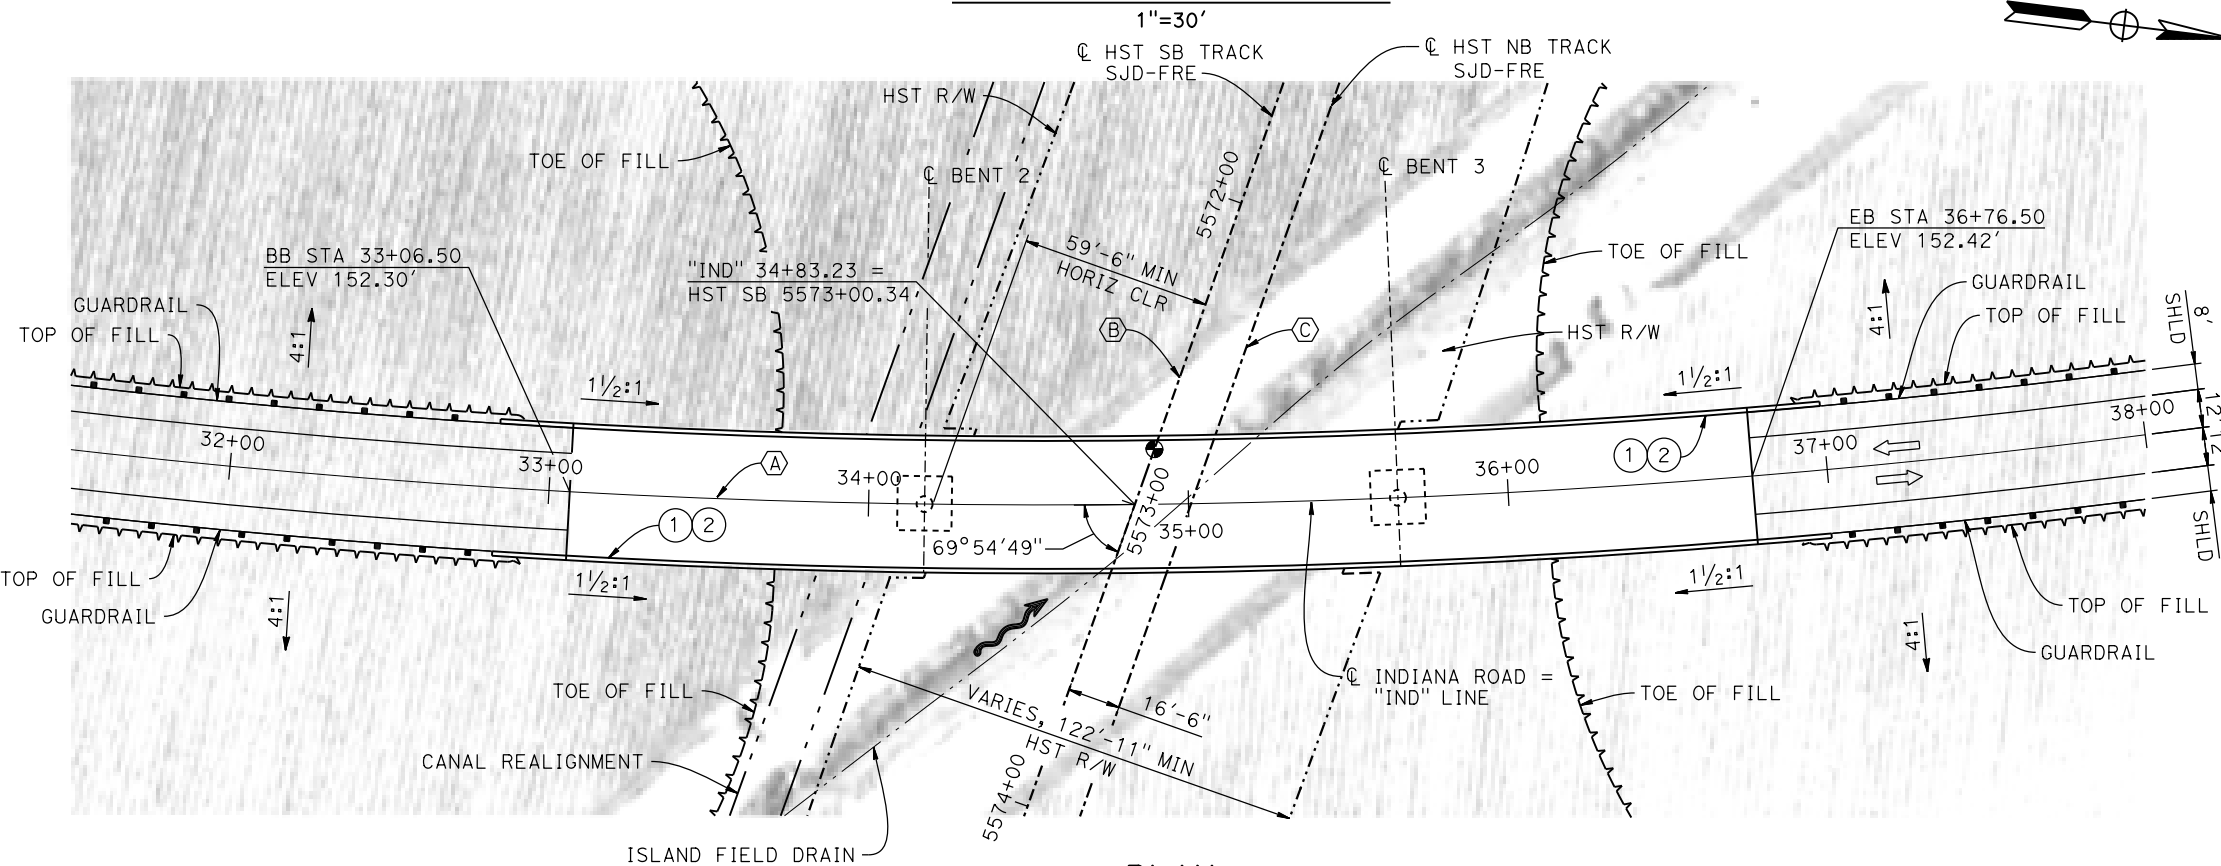 1"=30'
℄ HST SB TRACK
SJD-FRE
℄ HST NB TRACK
SJD-FRE
HST R/W
TOE OF FILL
℄ BENT 2
5572+00
℄ BENT 3
BB STA 33+06.50
ELEV 152.30'
"IND" 34+83.23 =
HST SB 5573+00.34
59'-6" MIN
HORIZ CLR
EB STA 36+76.50
ELEV 152.42'
TOE OF FILL
GUARDRAIL
TOP OF FILL
4:1
B
C
HST R/W
4:1
GUARDRAIL
TOP OF FILL
8'
SHLD
1½:1
1½:1
32+00
33+00
A
34+00
36+00
1 2
37+00
38+00
12'
12'
1 2
69°54'49"
5573+00
35+00
SHLD
TOP OF FILL
GUARDRAIL
4:1
1½:1
1½:1
TOP OF FILL
4:1
GUARDRAIL
TOE OF FILL
VARIES, 122'-11" MIN
HST R/W
16'-6"
℄ INDIANA ROAD =
"IND" LINE
TOE OF FILL
CANAL REALIGNMENT
5574+00
ISLAND FIELD DRAIN